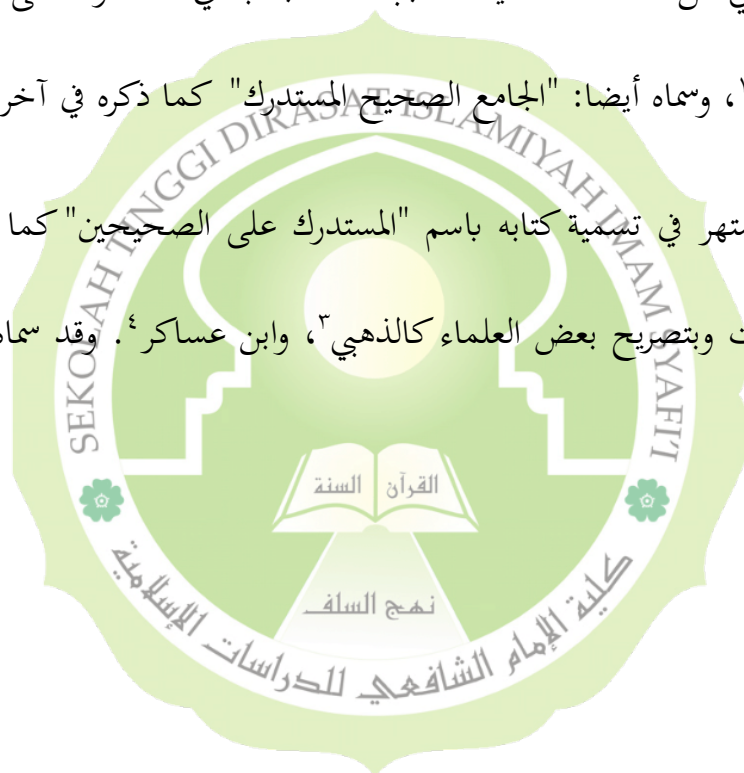 ، وسماه أيضا: "الجامع الصحيح المستدرك" كما ذكره في آخر
في تسمية كتابه باسم "المستدرك على الصحيحين" كما
وبتصريح بعض العلماء كالذهبي٣، وابن عساكر٤. وقد سماه
SEKOLAH TINGGI DIRASAT ISLAMIYAH IMAM SYAFI'I
القرآن السنة
نهج السلف
كلية الإمام الشافعي للدراسات الإسلامية